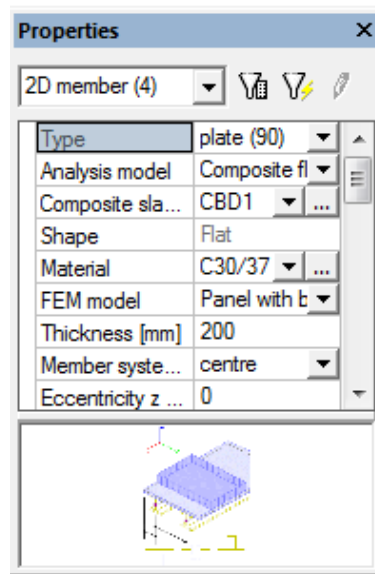 Properties
2D member (4)
Type plate (90)
Analysis model Composite fl
Composite sla... CBD1 ...
Shape Flat
Material C30/37 ...
FEM model Panel with b
Thickness [mm] 200
Member syste... centre
Eccentricity z ... 0